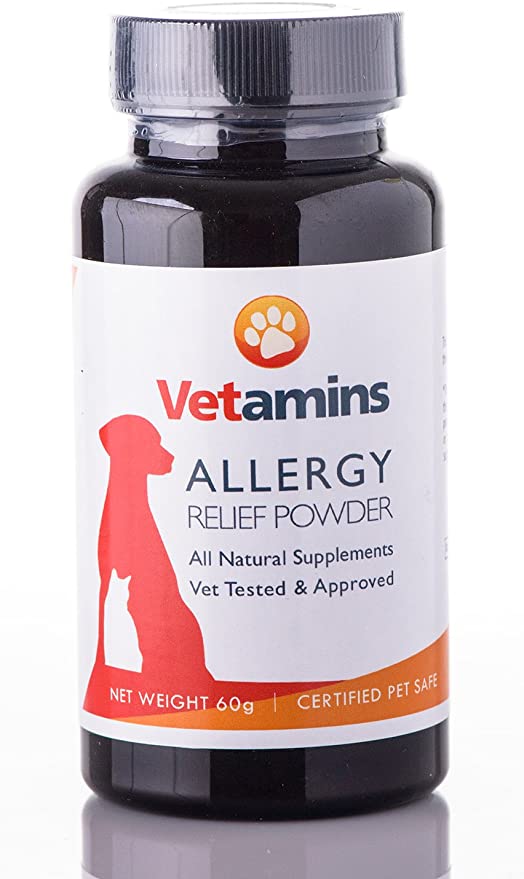 Vetamins
ALLERGY
RELIEF POWDER
All Natural Supplements
Vet Tested & Approved
NET WEIGHT 60g | CERTIFIED PET SAFE